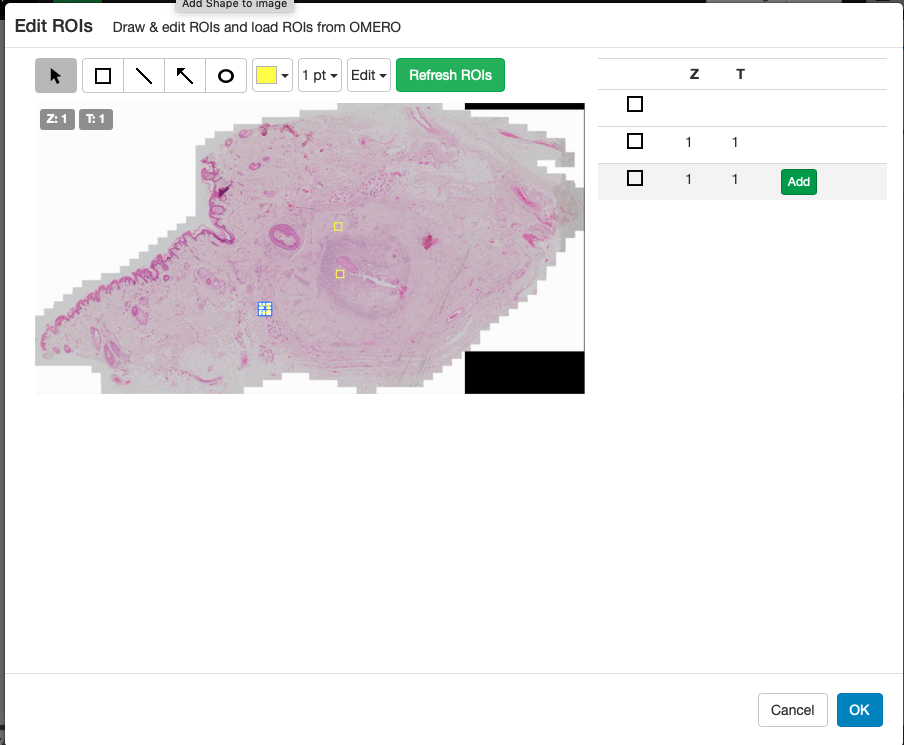 Add Shape to image
Edit ROIs Draw & edit ROIs and load ROIs from OMERO
1 pt Edit Refresh ROIs
Z T
Z: 1 T: 1
1 1
1 1 Add
Cancel OK